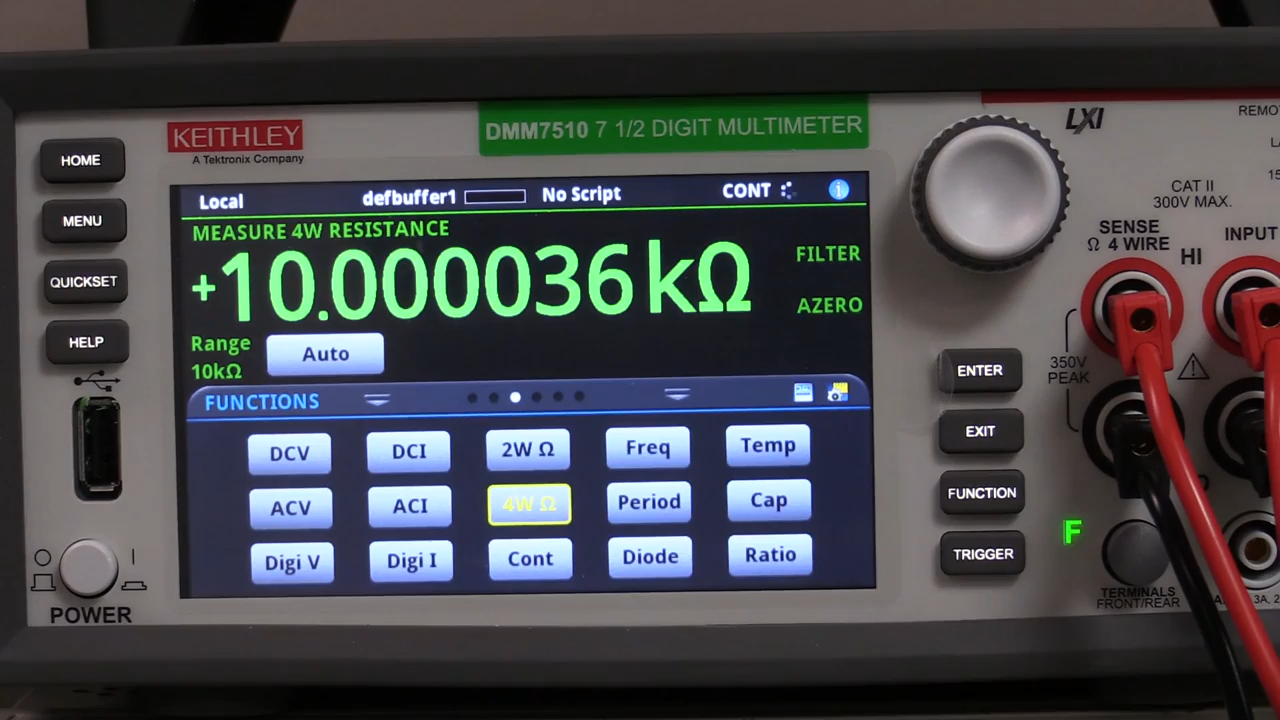 KEITHLEY
A Tektronix Company
DMM7510 7 1/2 DIGIT MULTIMETER
LXI
HOME
MENU
QUICKSET
HELP
POWER
Local defbuffer1 No Script CONT i
MEASURE 4W RESISTANCE
+10.000036 kΩ
FILTER
AZERO
Range
10kΩ
Auto
FUNCTIONS
DCV DCI 2W Ω Freq Temp
ACV ACI 4W Ω Period Cap
Digi V Digi I Cont Diode Ratio
ENTER
EXIT
FUNCTION
TRIGGER
CAT II
300V MAX.
SENSE
Ω 4 WIRE
HI
INPUT
350V
PEAK
F
TERMINALS
FRONT/REAR